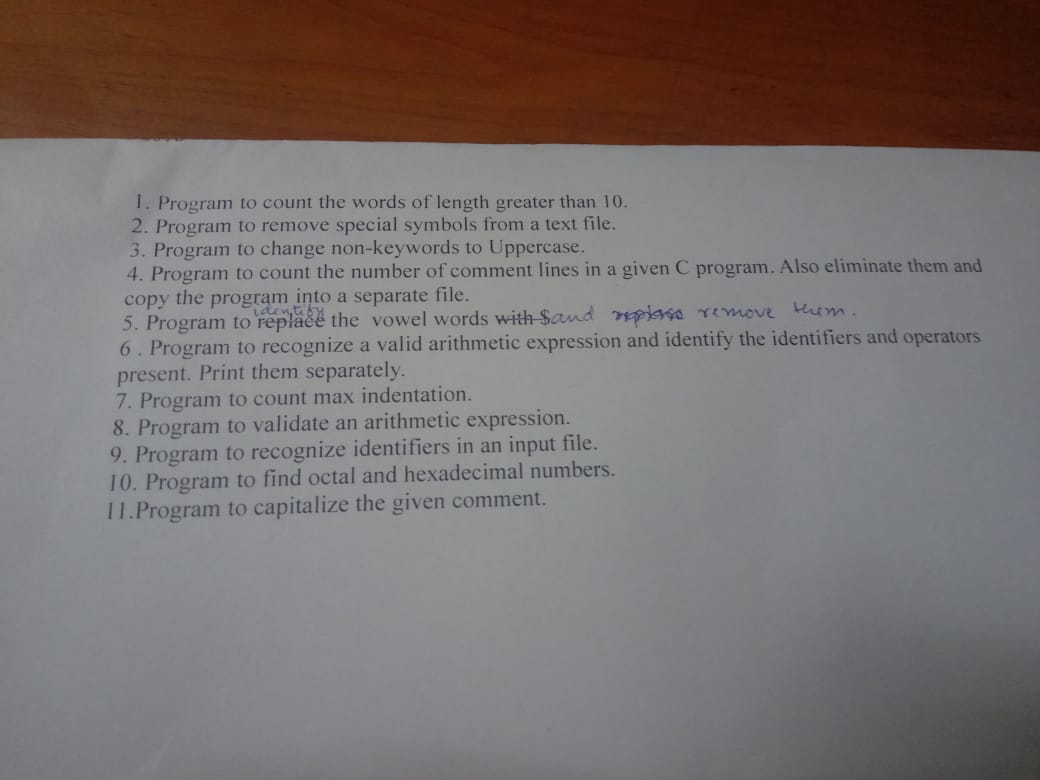 1. Program to count the words of length greater than 10.
2. Program to remove special symbols from a text file.
3. Program to change non-keywords to Uppercase.
4. Program to count the number of comment lines in a given C program. Also eliminate them and
copy the program into a separate file.
identify
5. Program to replace the vowel words with $ and remove them.
6 . Program to recognize a valid arithmetic expression and identify the identifiers and operators
present. Print them separately.
7. Program to count max indentation.
8. Program to validate an arithmetic expression.
9. Program to recognize identifiers in an input file.
10. Program to find octal and hexadecimal numbers.
11.Program to capitalize the given comment.